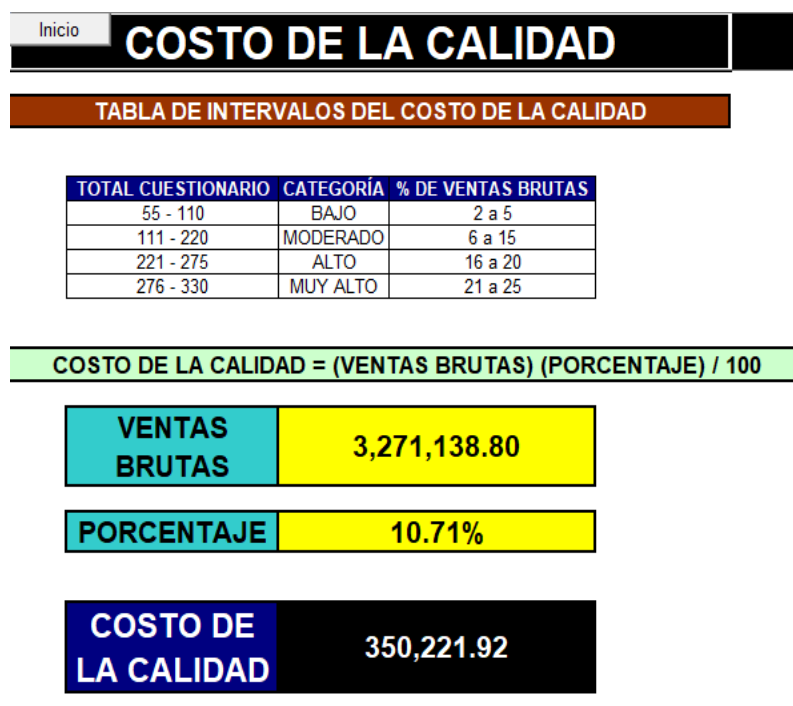 Inicio
COSTO DE LA CALIDAD
TABLA DE INTERVALOS DEL COSTO DE LA CALIDAD
TOTAL CUESTIONARIO CATEGORÍA % DE VENTAS BRUTAS
55 - 110 BAJO 2 a 5
111 - 220 MODERADO 6 a 15
221 - 275 ALTO 16 a 20
276 - 330 MUY ALTO 21 a 25
COSTO DE LA CALIDAD = (VENTAS BRUTAS) (PORCENTAJE) / 100
VENTAS
BRUTAS
3,271,138.80
PORCENTAJE 10.71%
COSTO DE
LA CALIDAD
350,221.92